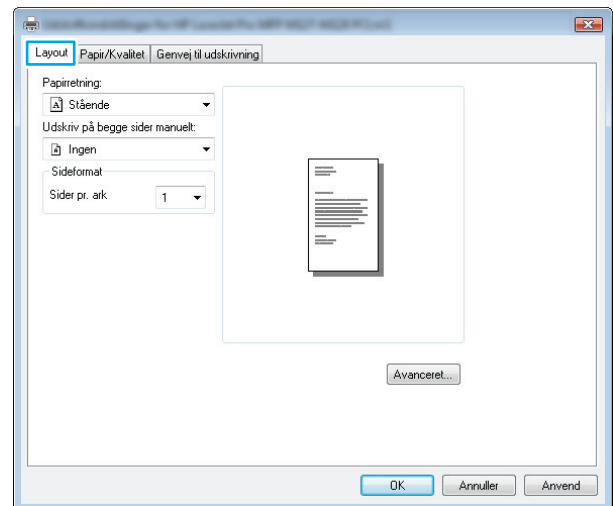 Layout
Papir/Kvalitet
Genvej til udskrivning
Papirretning:
A Stående
Udskriv på begge sider manuelt:
Ingen
Sideformat
Sider pr. ark 1
Avanceret...
OK
Annuller
Anvend